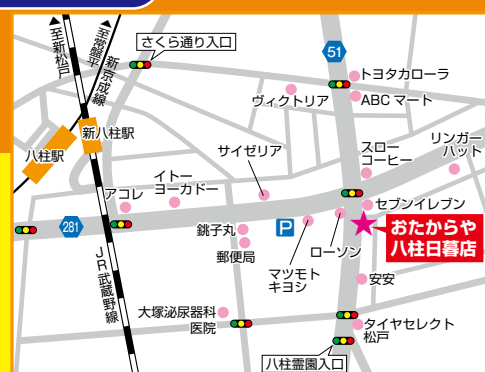 ▲至新松戸
▲至常盤平
新京成線
さくら通り入口
51
トヨタカローラ
ABCマート
ヴィクトリア
新八柱駅
八柱駅
サイゼリア
スロー
コーヒー
リンガー
ハット
イトー
ヨーカドー
アコレ
セブンイレブン
281
銚子丸
郵便局
P
ローソン
おたからや
八柱日暮店
マツモト
キヨシ
JR武蔵野線
安安
大塚泌尿器科
医院
タイヤセレクト
松戸
八柱霊園入口